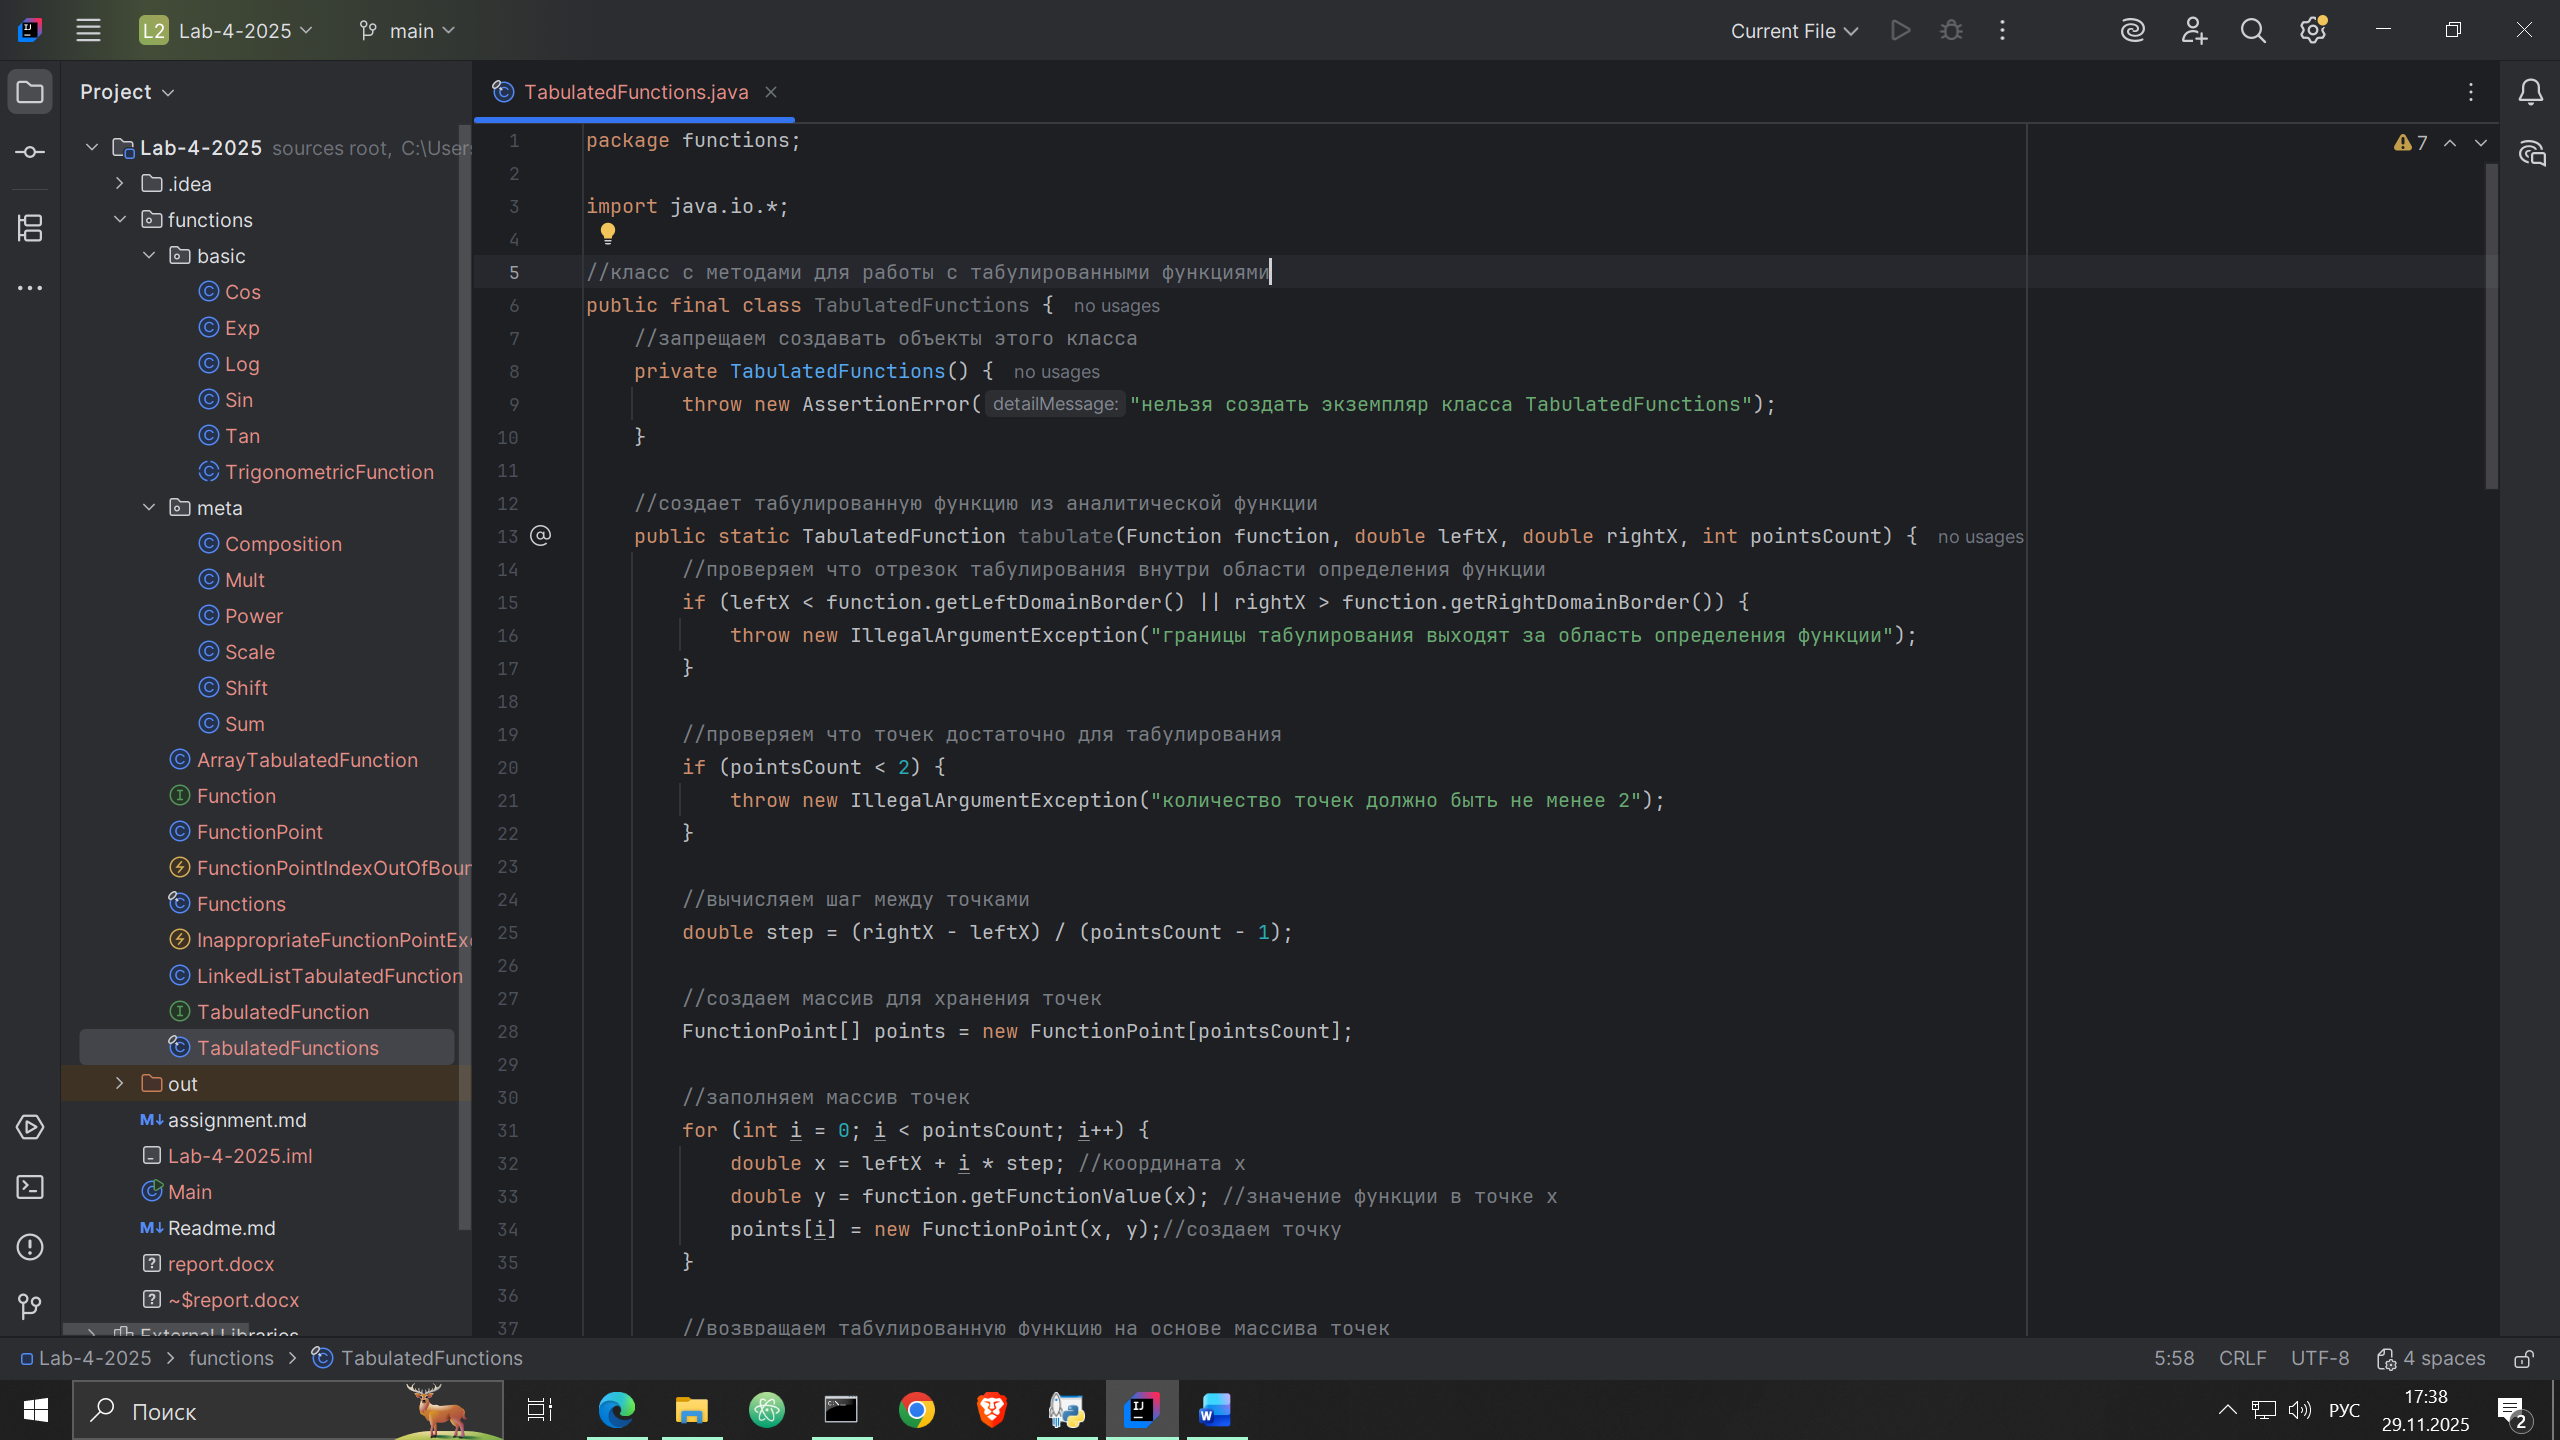 L2 Lab-4-2025 main Current File
Project
TabulatedFunctions.java
Lab-4-2025 sources root, C:\Users
.idea
functions
basic
Cos
Exp
Log
Sin
Tan
TrigonometricFunction
meta
Composition
Mult
Power
Scale
Shift
Sum
ArrayTabulatedFunction
Function
FunctionPoint
FunctionPointIndexOutOfBour
Functions
InappropriateFunctionPointExc
LinkedListTabulatedFunction
TabulatedFunction
TabulatedFunctions
out
assignment.md
Lab-4-2025.iml
Main
Readme.md
report.docx
~$report.docx
External Libraries
7
1 package functions;
2
3 import java.io.*;
4
5 //класс с методами для работы с табулированными функциями
6 public final class TabulatedFunctions { no usages
7 //запрещаем создавать объекты этого класса
8 private TabulatedFunctions() { no usages
9 throw new AssertionError( detailMessage: "нельзя создать экземпляр класса TabulatedFunctions");
10 }
11
12 //создает табулированную функцию из аналитической функции
13 public static TabulatedFunction tabulate(Function function, double leftX, double rightX, int pointsCount) { no usages
14 //проверяем что отрезок табулирования внутри области определения функции
15 if (leftX < function.getLeftDomainBorder() || rightX > function.getRightDomainBorder()) {
16 throw new IllegalArgumentException("границы табулирования выходят за область определения функции");
17 }
18
19 //проверяем что точек достаточно для табулирования
20 if (pointsCount < 2) {
21 throw new IllegalArgumentException("количество точек должно быть не менее 2");
22 }
23
24 //вычисляем шаг между точками
25 double step = (rightX - leftX) / (pointsCount - 1);
26
27 //создаем массив для хранения точек
28 FunctionPoint[] points = new FunctionPoint[pointsCount];
29
30 //заполняем массив точек
31 for (int i = 0; i < pointsCount; i++) {
32 double x = leftX + i * step; //координата x
33 double y = function.getFunctionValue(x); //значение функции в точке x
34 points[i] = new FunctionPoint(x, y);//создаем точку
35 }
36
37 //возвращаем табулированную функцию на основе массива точек
Lab-4-2025 > functions > TabulatedFunctions 5:58 CRLF UTF-8 4 spaces
Поиск
РУС
17:38
29.11.2025
2